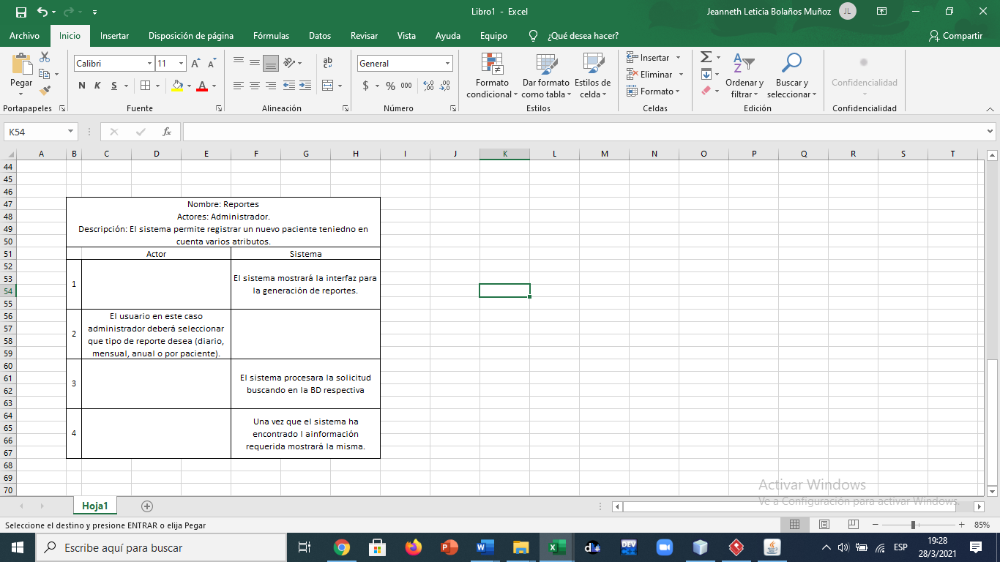 Libro1 - Excel
Jeanneth Leticia Bolaños Muñoz
JL
Archivo Inicio Insertar Disposición de página Fórmulas Datos Revisar Vista Ayuda Equipo ¿Qué desea hacer? Compartir
Pegar
Portapapeles
Calibri 11
N K S
Fuente
ab
Alineación
General
$ % 000
Número
Formato condicional
Dar formato como tabla
Estilos de celda
Estilos
Insertar
Eliminar
Formato
Celdas
Ordenar y filtrar
Buscar y seleccionar
Edición
Confidencialidad
Confidencialidad
K54
fx
A B C D E F G H I J K L M N O P Q R S T
44
45
46
47 Nombre: Reportes
48 Actores: Administrador.
49 Descripción: El sistema permite registrar un nuevo paciente teniedno en
50 cuenta varios atributos.
51 Actor Sistema
52
53 El sistema mostrará la interfaz para
1
54 la generación de reportes.
55
56 El usuario en este caso
57 administrador deberá seleccionar
2
58 que tipo de reporte desea (diario,
59 mensual, anual o por paciente).
60
61 El sistema procesara la solicitud
3
62 buscando en la BD respectiva
63
64 Una vez que el sistema ha
65 encontrado l ainformación
4
66 requerida mostrará la misma.
67
68
69
70
Activar Windows
Ve a Configuración para activar Windows.
Hoja1
Seleccione el destino y presione ENTRAR o elija Pegar
85%
Escribe aquí para buscar
DEV
ESP
19:28
28/3/2021